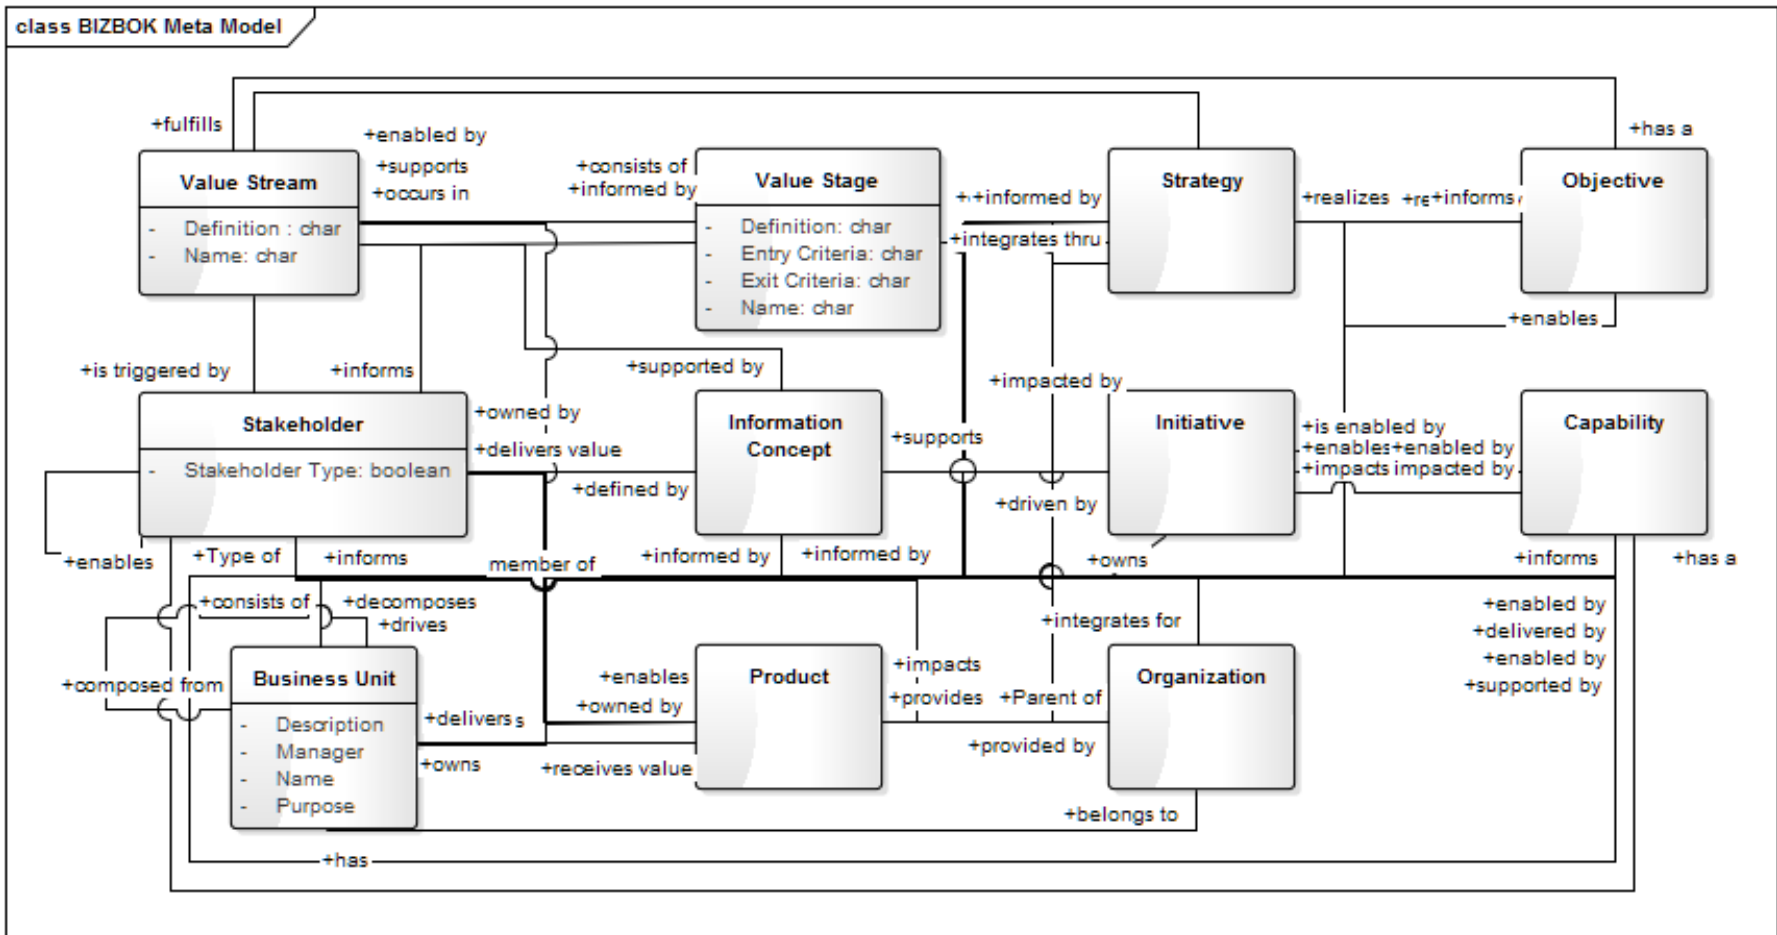 class BIZBOK Meta Model
+fulfills
+enabled by
+supports
+occurs in
+consists of
+informed by
+has a
Value Stream
- Definition : char
- Name: char
Value Stage
- Definition: char
- Entry Criteria: char
- Exit Criteria: char
- Name: char
+informed by
+integrates thru
Strategy
+realizes
+informs
Objective
+enables
+is triggered by
+informs
+supported by
+impacted by
Stakeholder
- Stakeholder Type: boolean
+owned by
+delivers value
+defined by
Information
Concept
+supports
+driven by
Initiative
+is enabled by
+enables
+enabled by
+impacts
impacted by
Capability
+enables
+Type of
+informs
member of
+informed by
+informed by
+owns
+informs
+has a
+consists of
+decomposes
+drives
+integrates for
+enabled by
+delivered by
+enabled by
+supported by
+composed from
Business Unit
- Description
- Manager
- Name
- Purpose
+delivers
+owns
+enables
+owned by
+receives value
Product
+impacts
+provides
+Parent of
+provided by
Organization
+belongs to
+has